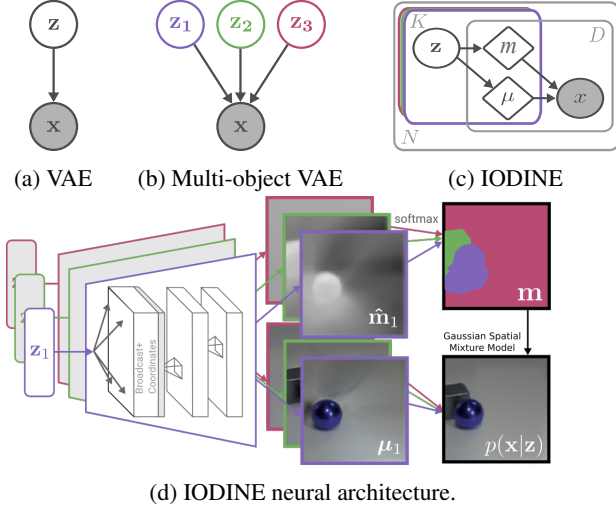 z
z₁ z₂ z₃
x
x
(a) VAE
(b) Multi-object VAE
K
D
z
m
μ
x
N
(c) IODINE
z₁
Broadcast+
Coordinates
m̂₁
μ₁
softmax
m
Gaussian Spatial
Mixture Model
p(x|z)
(d) IODINE neural architecture.